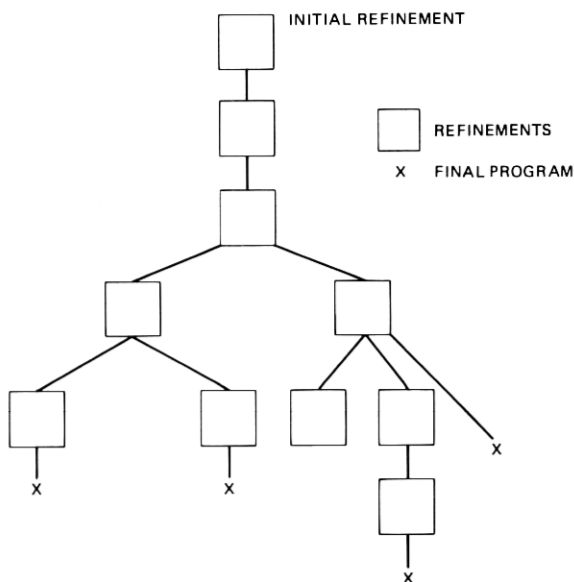 INITIAL REFINEMENT
REFINEMENTS
X FINAL PROGRAM
X
X
X
X